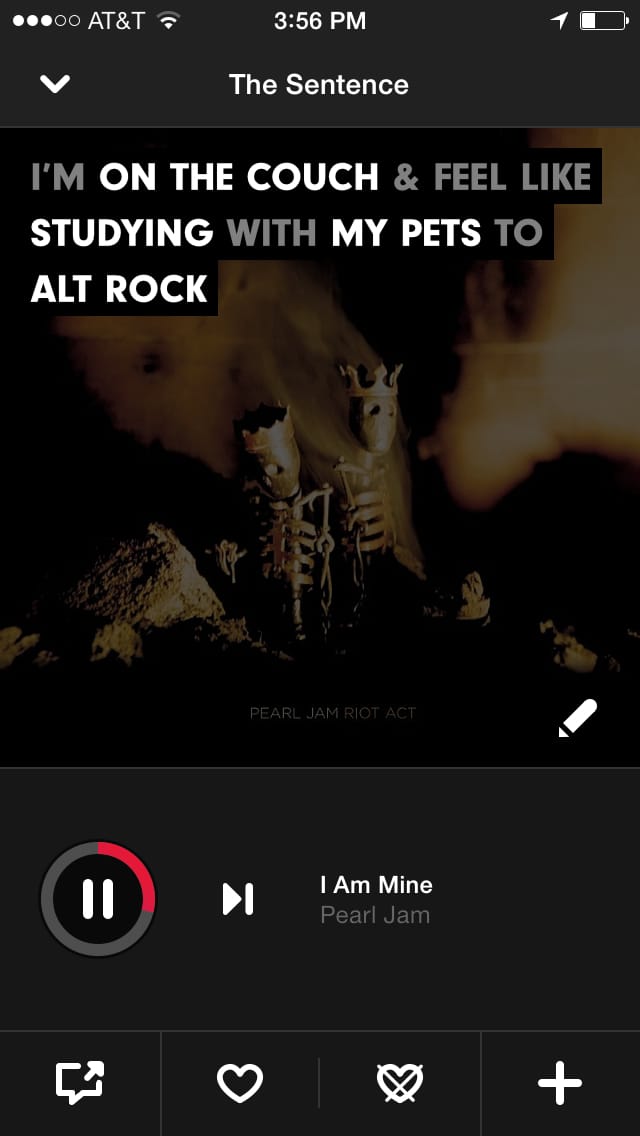 AT&T 3:56 PM
The Sentence
I'M ON THE COUCH & FEEL LIKE
STUDYING WITH MY PETS TO
ALT ROCK
PEARL JAM RIOT ACT
I Am Mine
Pearl Jam